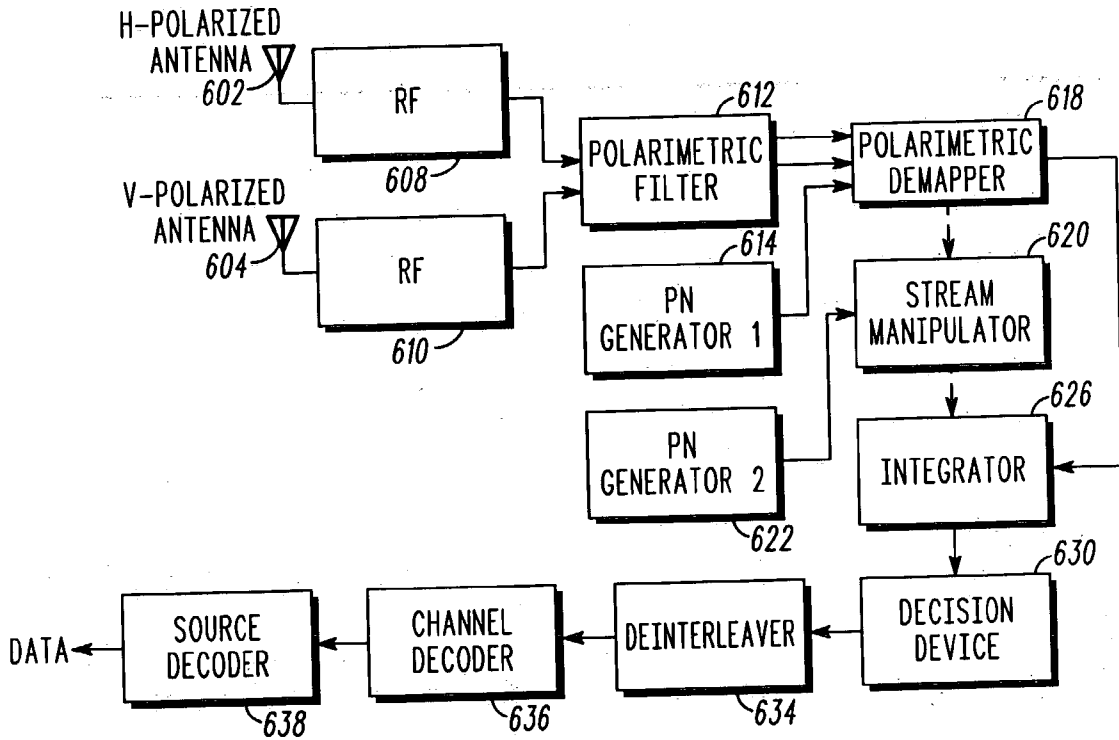 H-POLARIZED
ANTENNA
602
RF
608
V-POLARIZED
ANTENNA
604
RF
610
612
POLARIMETRIC
FILTER
614
PN
GENERATOR 1
PN
GENERATOR 2
622
618
POLARIMETRIC
DEMAPPER
620
STREAM
MANIPULATOR
626
INTEGRATOR
630
DECISION
DEVICE
DEINTERLEAVER
634
CHANNEL
DECODER
636
SOURCE
DECODER
638
DATA